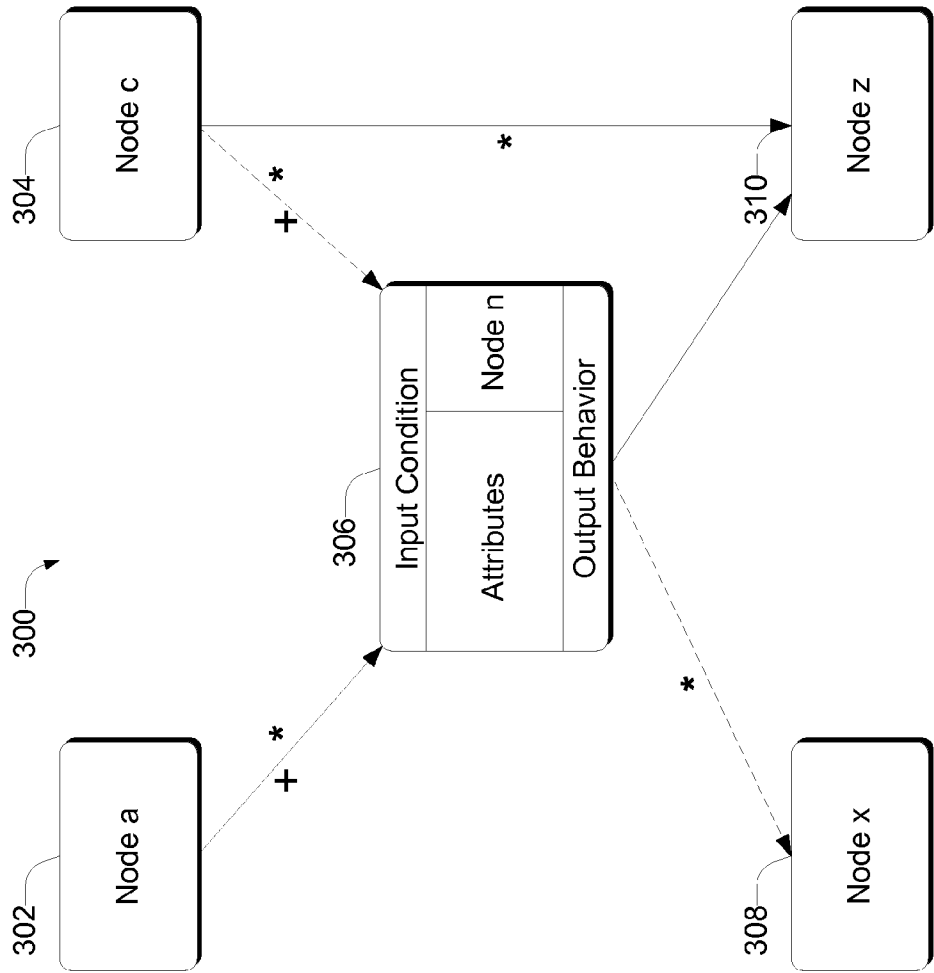 302
300
304
Node a
Node c
+ *
+ *
306
Input Condition
Attributes
Node n
*
Output Behavior
*
308
310
Node x
Node z